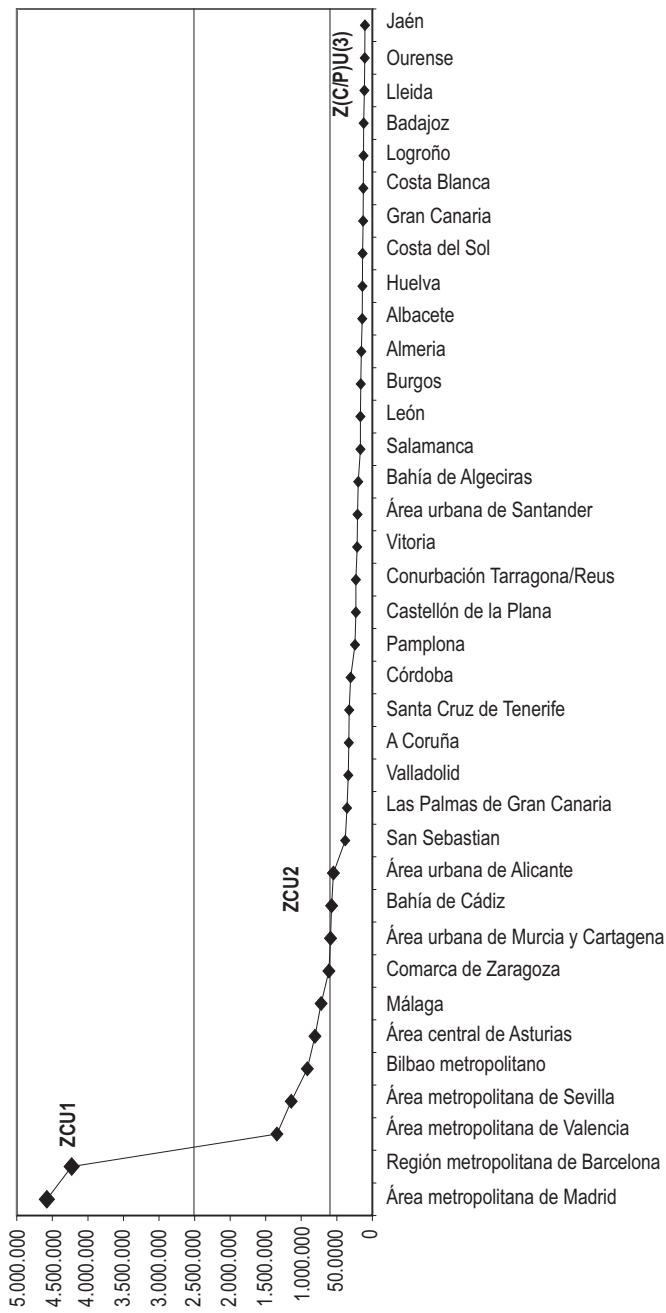 Z(C/P)U(3)
ZCU2
ZCU1
Jaén
Ourense
Lleida
Badajoz
Logroño
Costa Blanca
Gran Canaria
Costa del Sol
Huelva
Albacete
Almeria
Burgos
León
Salamanca
Bahía de Algeciras
Área urbana de Santander
Vitoria
Conurbación Tarragona/Reus
Castellón de la Plana
Pamplona
Córdoba
Santa Cruz de Tenerife
A Coruña
Valladolid
Las Palmas de Gran Canaria
San Sebastian
Área urbana de Alicante
Bahía de Cádiz
Área urbana de Murcia y Cartagena
Comarca de Zaragoza
Málaga
Área central de Asturias
Bilbao metropolitano
Área metropolitana de Sevilla
Área metropolitana de Valencia
Región metropolitana de Barcelona
Área metropolitana de Madrid
5.000.000
4.500.000
4.000.000
3.500.000
3.000.000
2.500.000
2.000.000
1.500.000
1.000.000
50.0000
0